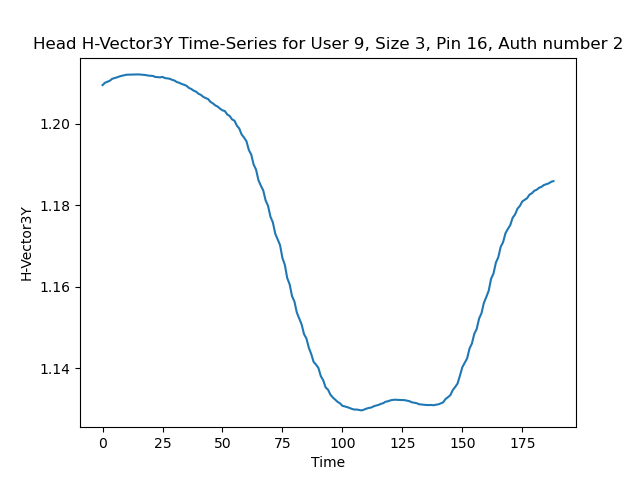 Head H-Vector3Y Time-Series for User 9, Size 3, Pin 16, Auth number 2
H-Vector3Y
1.20
1.18
1.16
1.14
0 25 50 75 100 125 150 175
Time